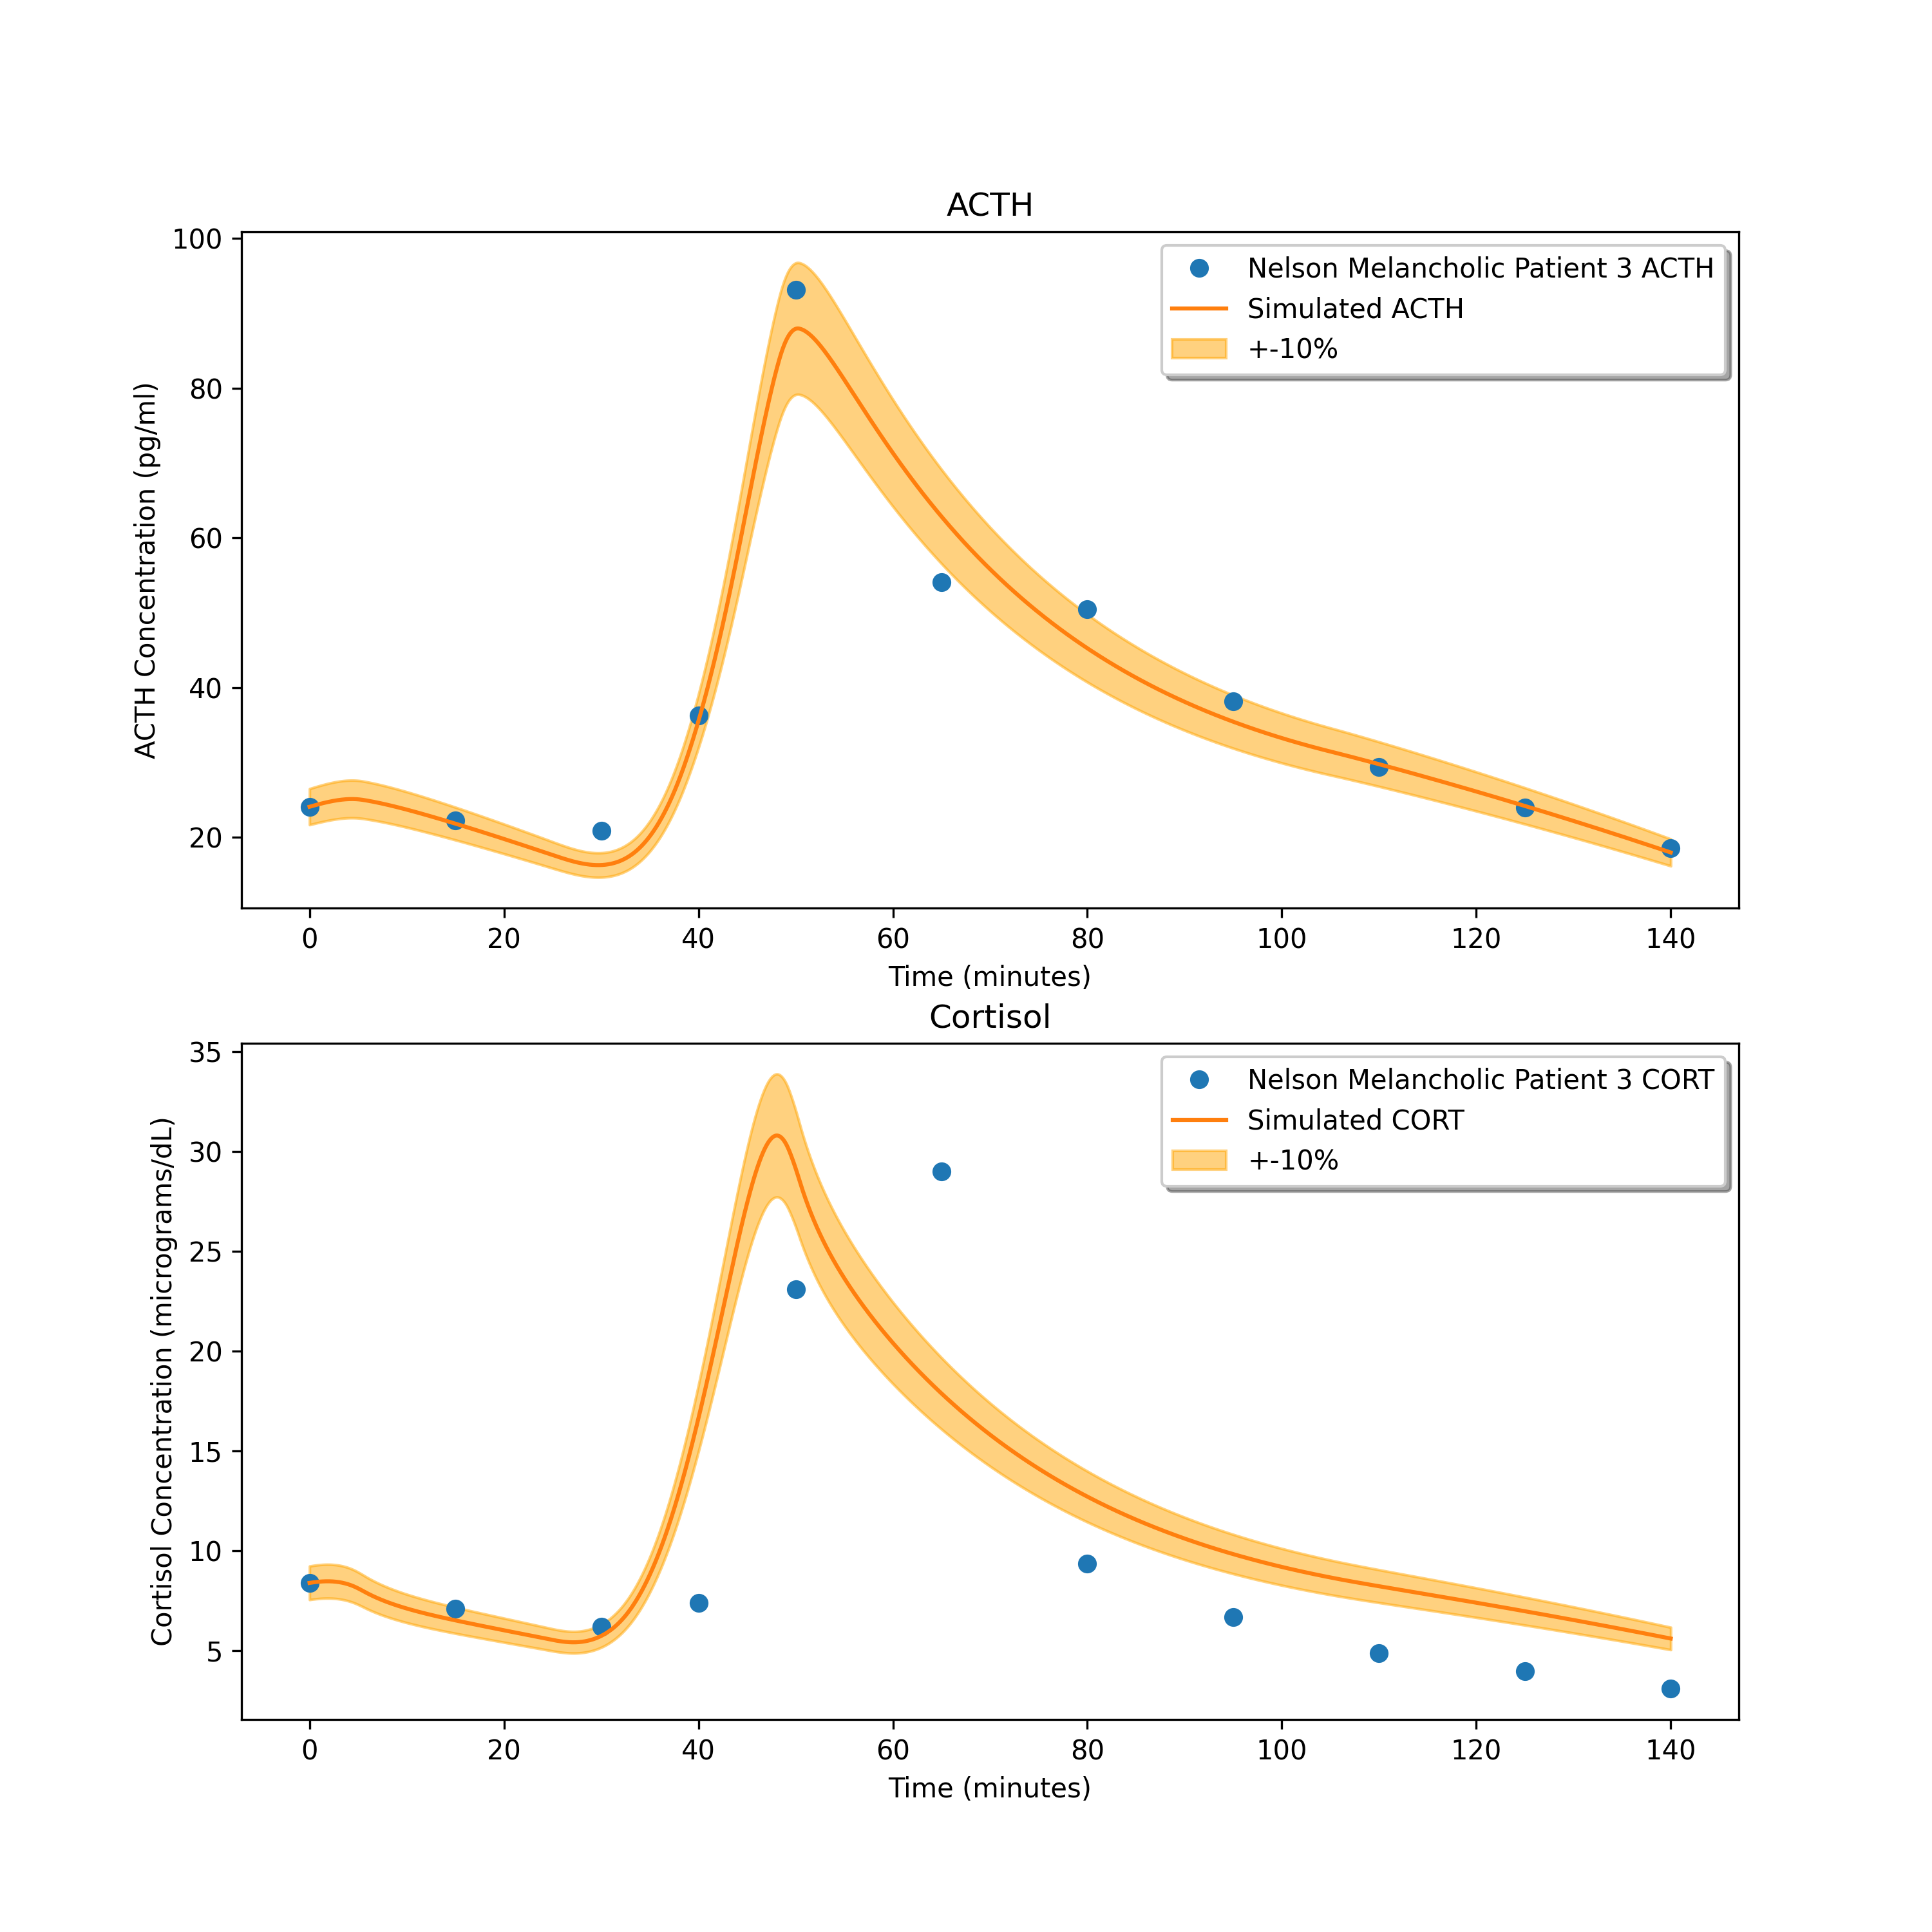 ACTH
100
80
60
40
20
ACTH Concentration (pg/ml)
Nelson Melancholic Patient 3 ACTH
Simulated ACTH
+-10%
0 20 40 60 80 100 120 140
Time (minutes)
Cortisol
35
30
25
20
15
10
5
Cortisol Concentration (micrograms/dL)
Nelson Melancholic Patient 3 CORT
Simulated CORT
+-10%
0 20 40 60 80 100 120 140
Time (minutes)